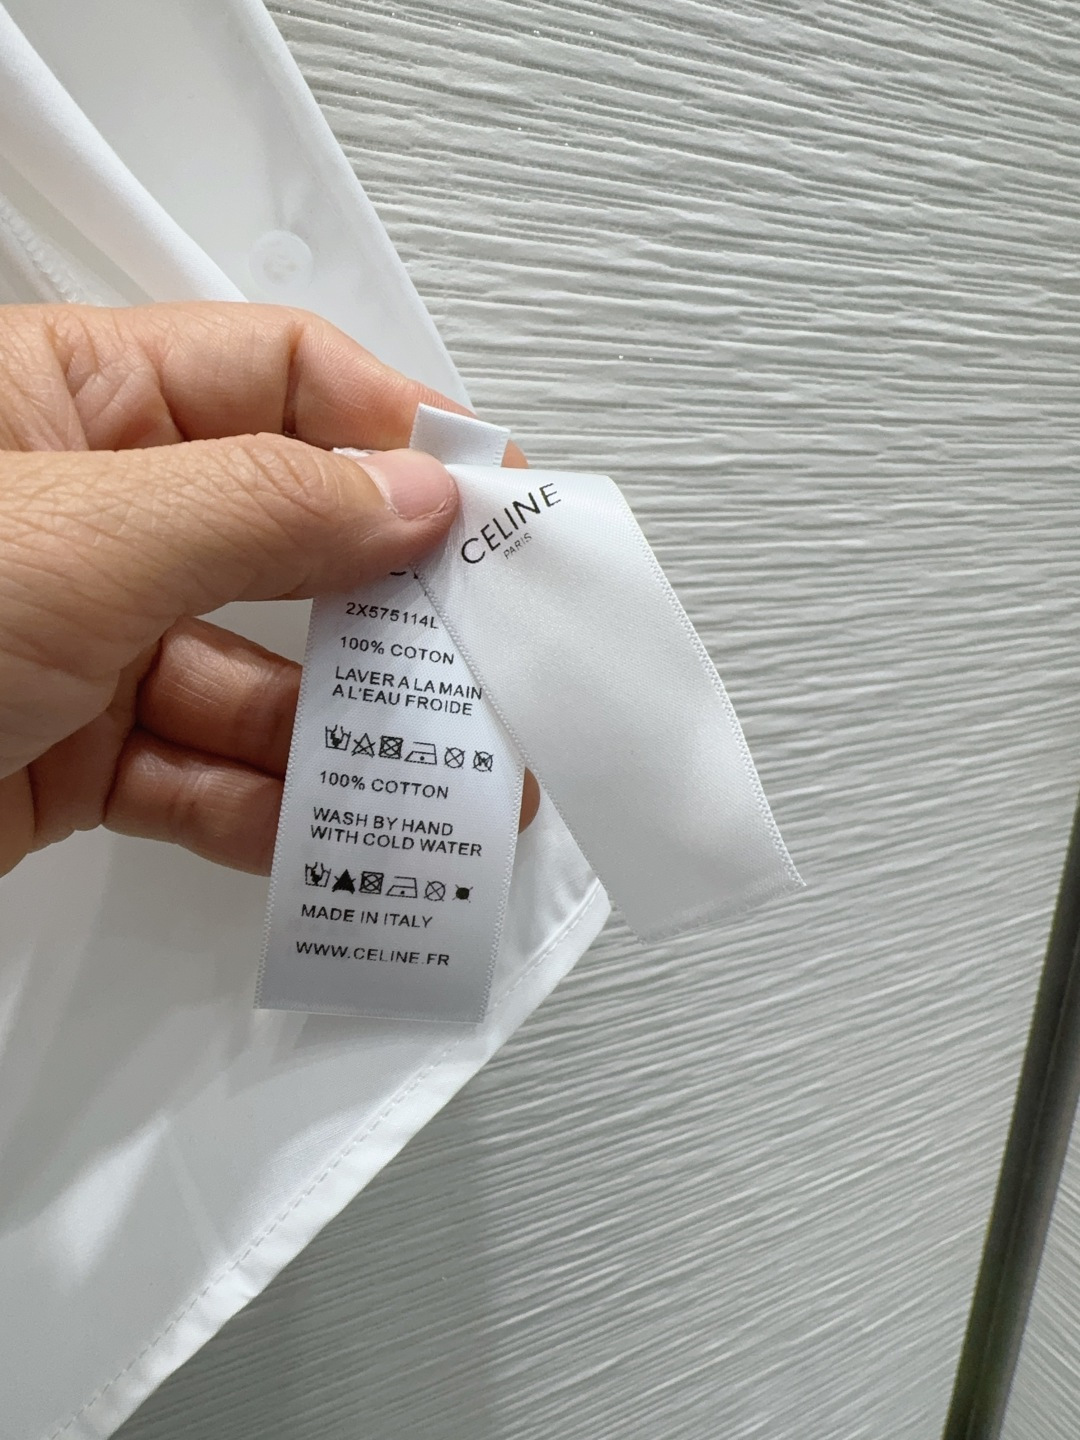 CELINE
PARIS
2X575114L
100% COTON
LAVER A LA MAIN
A L'EAU FROIDE
100% COTTON
WASH BY HAND
WITH COLD WATER
MADE IN ITALY
WWW.CELINE.FR